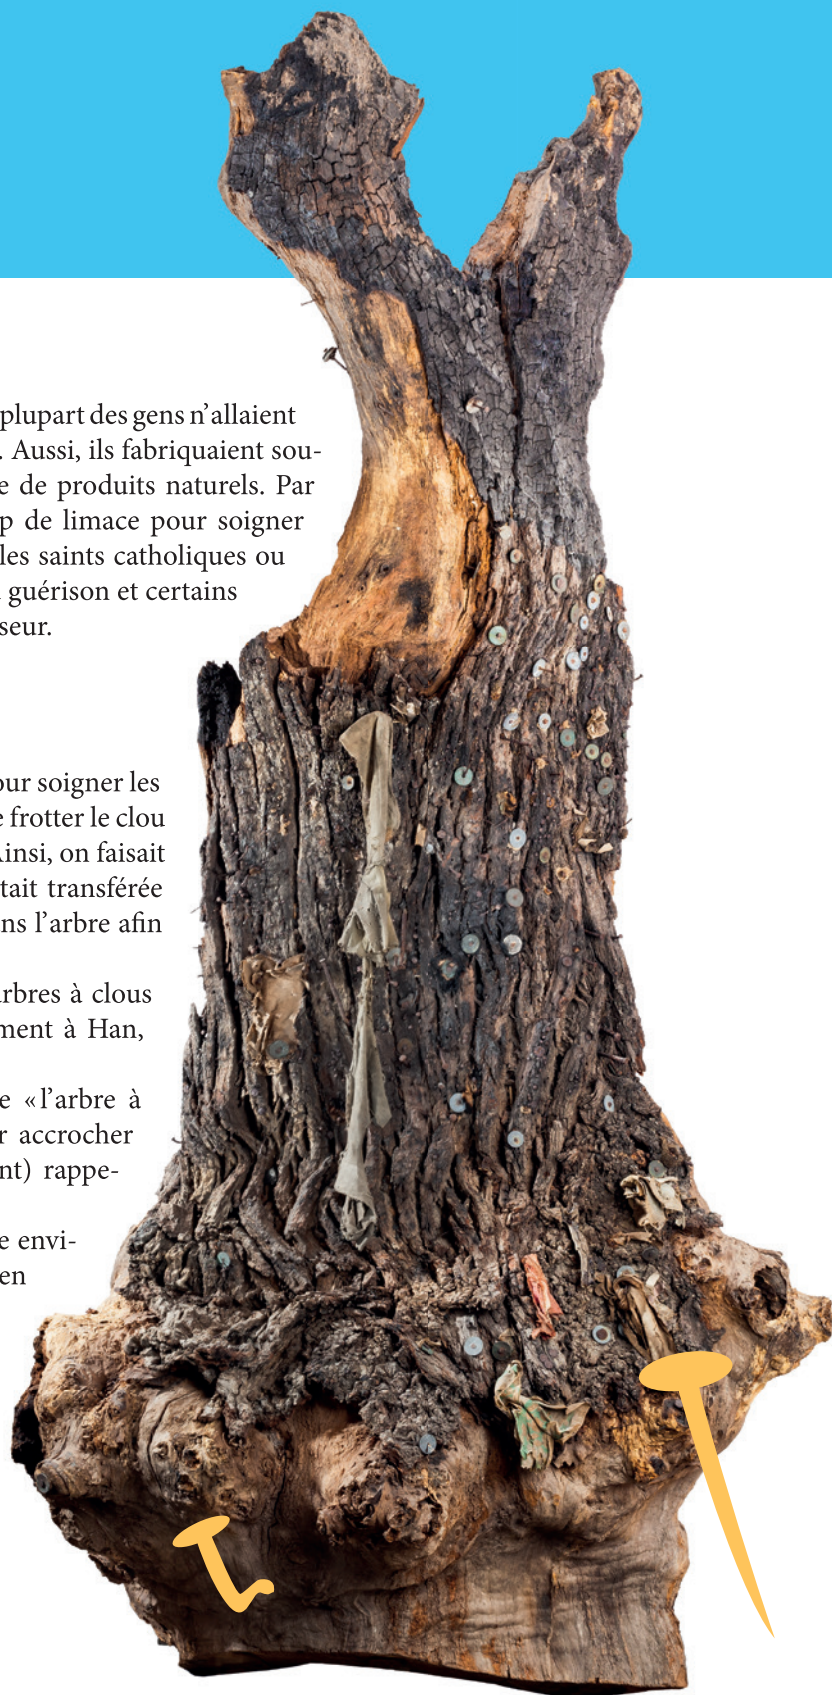 plupart des gens n’allaient
. Aussi, ils fabriquaient sou-
e de produits naturels. Par
p de limace pour soigner
les saints catholiques ou
guérison et certains
seur.
our soigner les
e frotter le clou
Ainsi, on faisait
tait transférée
ns l’arbre afin
arbres à clous
ment à Han,
e «l’arbre à
r accrocher
nt) rappe-
e envi-
en